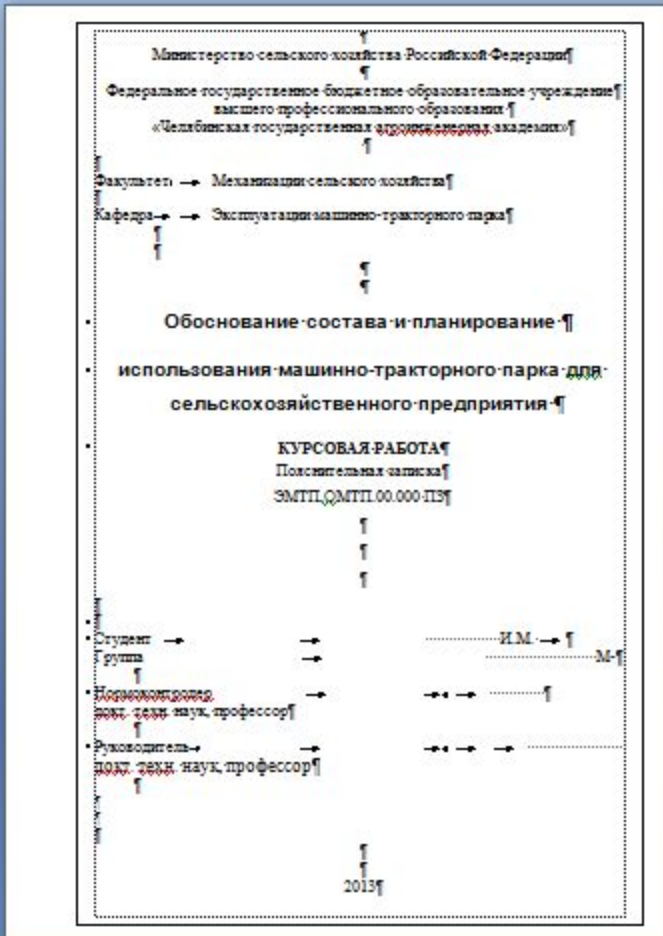 Министерство сельского хозяйства Российской Федерации
Федеральное государственное бюджетное образовательное учреждение
высшего профессионального образования
«Челябинская государственная агроинженерная академия»
Факультет Механизации сельского хозяйства
Кафедра Эксплуатации машинно-тракторного парка
Обоснование состава и планирование
использования машинно-тракторного парка для
сельскохозяйственного предприятия
КУРСОВАЯ РАБОТА
Пояснительная записка
ЭМТП.ОМТП.00.000 ПЗ
Студент И.М.
Группа М-
Нормоконтролер
докт. техн. наук, профессор
Руководитель
докт. техн. наук, профессор
2013